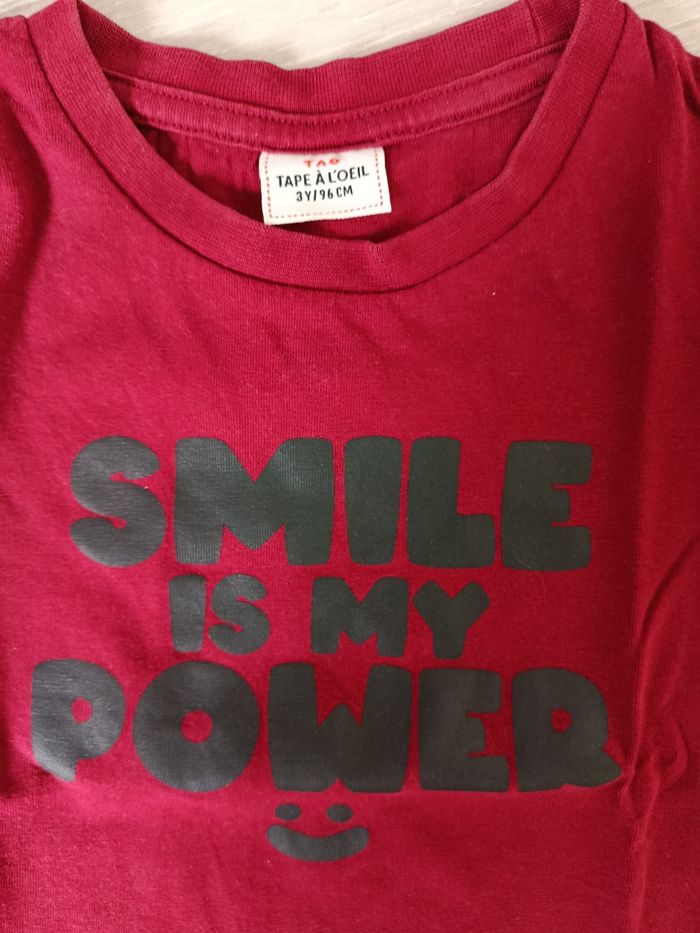 TAO
TAPE À L'OEIL
3Y/96CM
SMILE
IS MY
POWER